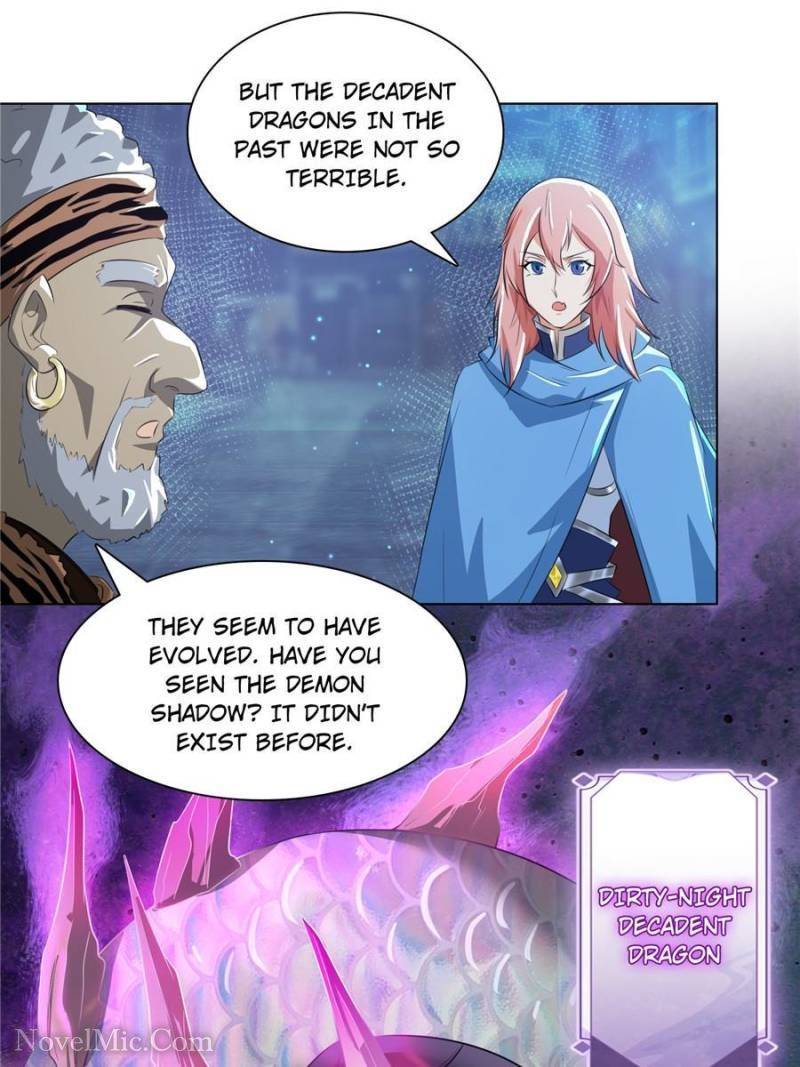 BUT THE DECADENT
DRAGONS IN THE
PAST WERE NOT SO
TERRIBLE.
THEY SEEM TO HAVE
EVOLVED. HAVE YOU
SEEN THE DEMON
SHADOW? IT DIDN'T
EXIST BEFORE.
DIRTY-NIGHT
DECADENT
DRAGON
NovelMic.Com